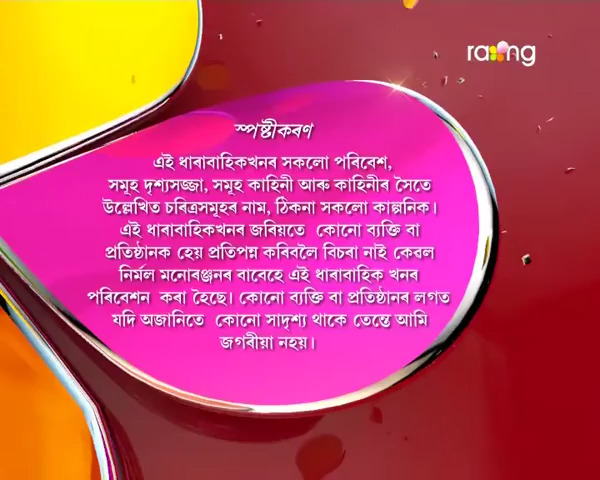 rang
স্পষ্টীকৰণ
এই ধাৰাবাহিকখনৰ সকলো পৰিবেশ,
সমূহ দৃশ্যসজ্জা, সমূহ কাহিনী আৰু কাহিনীৰ সৈতে
উল্লেখিত চৰিত্ৰসমূহৰ নাম, ঠিকনা সকলো কাল্পনিক।
এই ধাৰাবাহিকখনৰ জৰিয়তে কোনো ব্যক্তি বা
প্ৰতিষ্ঠানক হেয় প্ৰতিপন্ন কৰিবলৈ বিচৰা নাই কেৱল
নিৰ্মল মনোৰঞ্জনৰ বাবেহে এই ধাৰাবাহিক খনৰ
পৰিবেশন কৰা হৈছে। কোনো ব্যক্তি বা প্ৰতিষ্ঠানৰ লগত
যদি অজানিতে কোনো সাদৃশ্য থাকে তেন্তে আমি
জগৰীয়া নহয়।